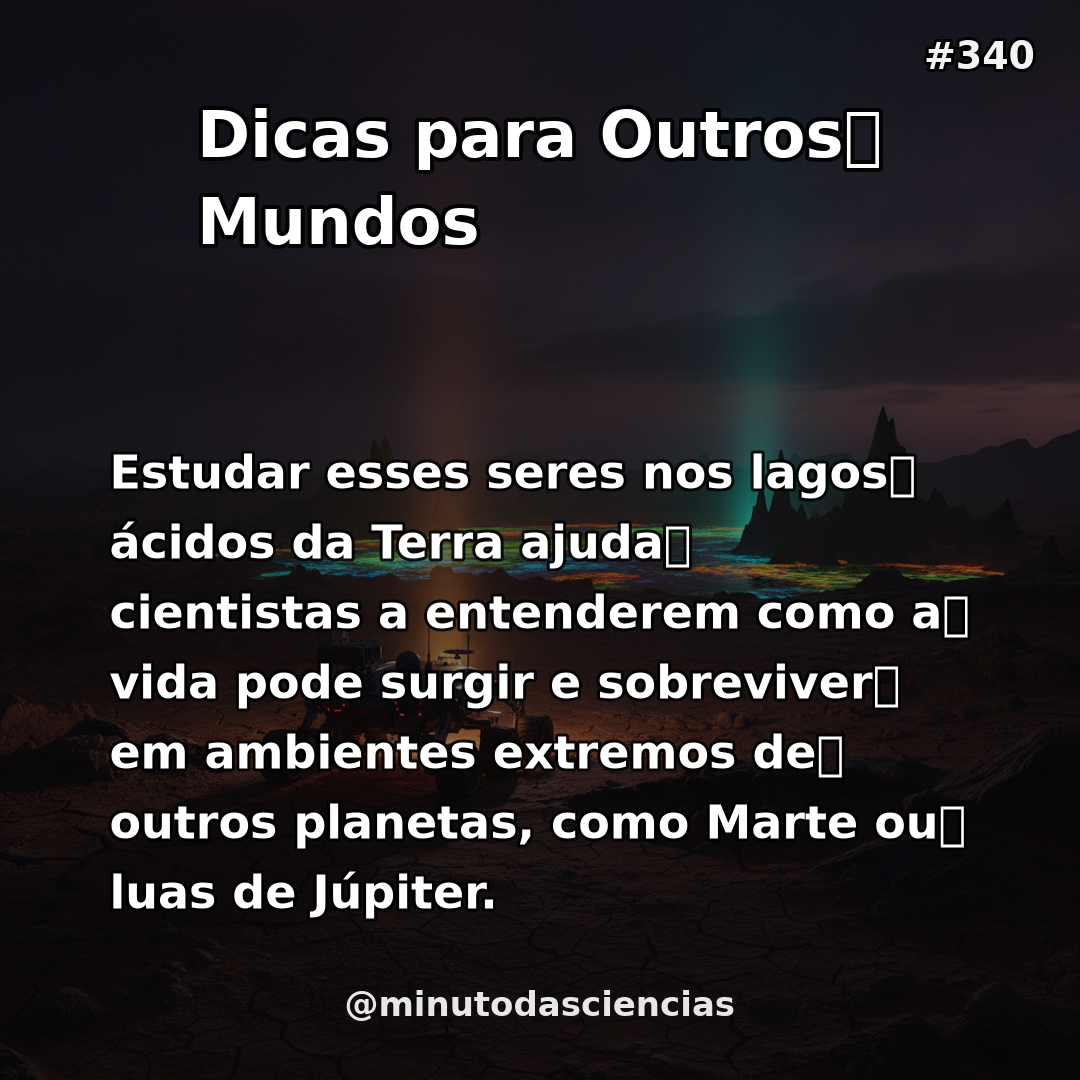 #340
Dicas para Outros
Mundos
Estudar esses seres nos lagos
ácidos da Terra ajuda
cientistas a entenderem como a
vida pode surgir e sobreviver
em ambientes extremos de
outros planetas, como Marte ou
luas de Júpiter.
@minutodasciencias